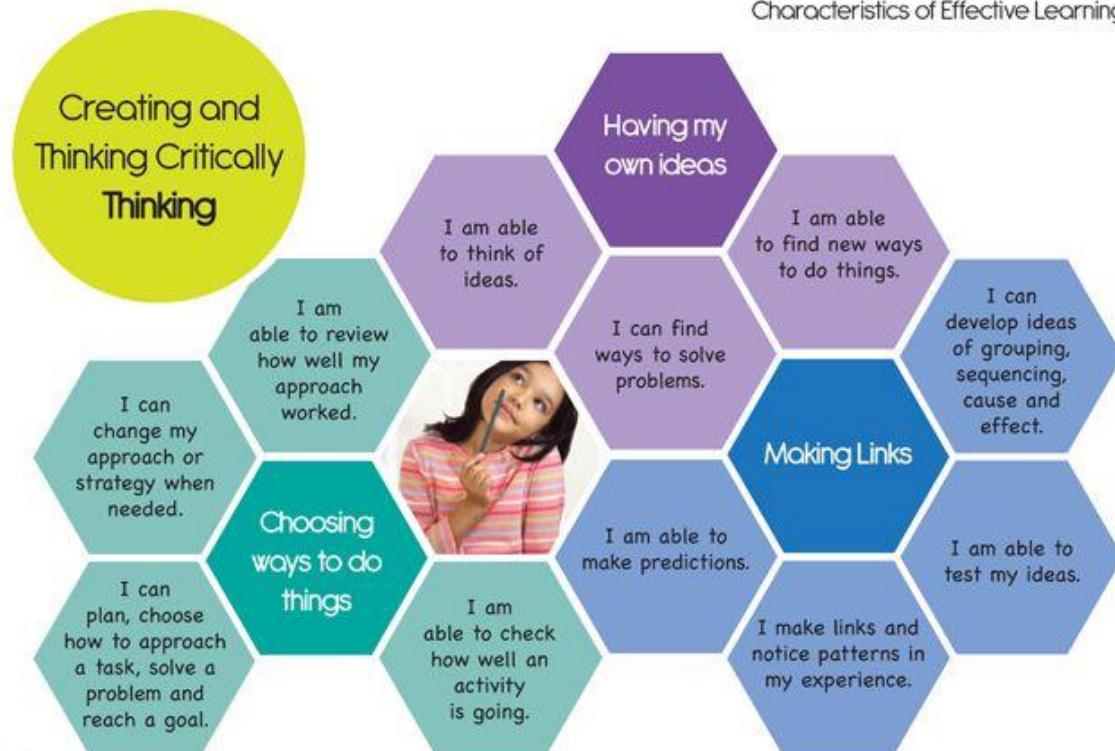 Characteristics of Effective Learning
Creating and
Thinking Critically
Thinking
Having my
own ideas
I am able
to think of
ideas.
I am able
to find new ways
to do things.
I can find
ways to solve
problems.
I am
able to review
how well my
approach
worked.
I can
change my
approach or
strategy when
needed.
Choosing
ways to do
things
I can
plan, choose
how to approach
a task, solve a
problem and
reach a goal.
I am
able to check
how well an
activity
is going.
Making Links
I can
develop ideas
of grouping,
sequencing,
cause and
effect.
I am able to
make predictions.
I am able to
test my ideas.
I make links and
notice patterns in
my experience.